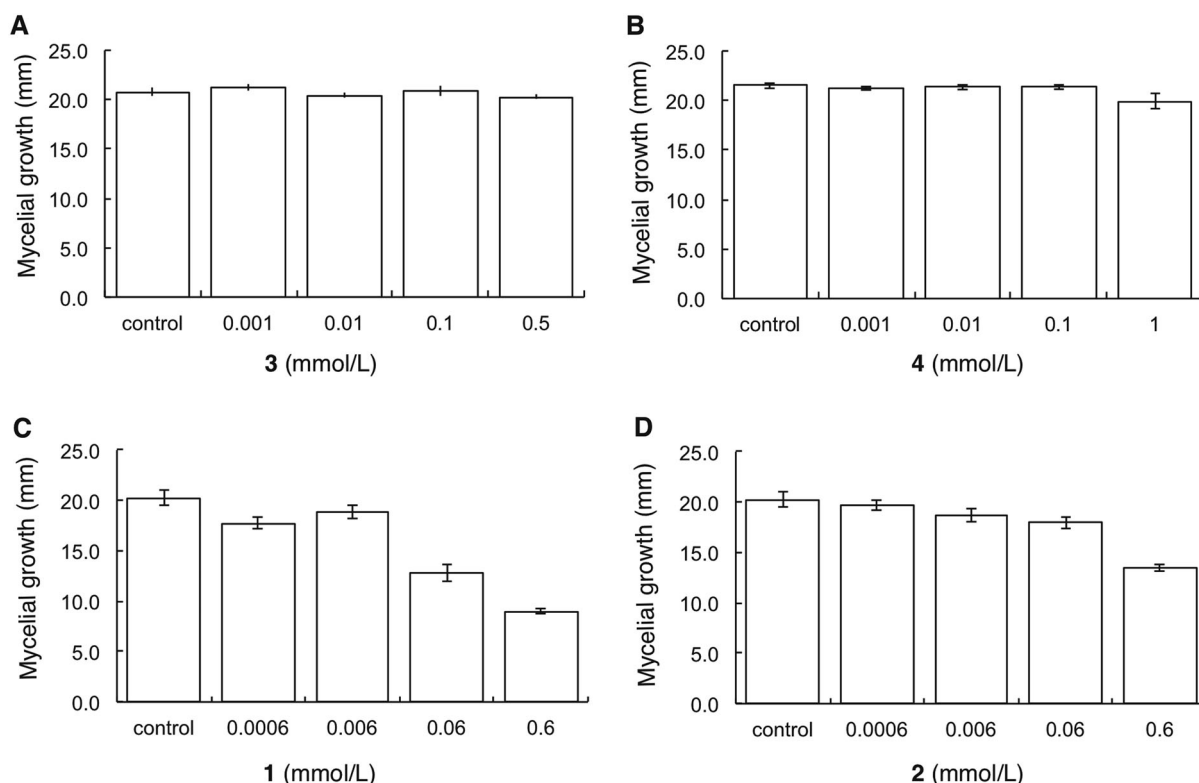 A
Mycelial growth (mm)
25.0
20.0
15.0
10.0
5.0
0.0
control 0.001 0.01 0.1 0.5
3 (mmol/L)
B
Mycelial growth (mm)
25.0
20.0
15.0
10.0
5.0
0.0
control 0.001 0.01 0.1 1
4 (mmol/L)
C
Mycelial growth (mm)
25.0
20.0
15.0
10.0
5.0
0.0
control 0.0006 0.006 0.06 0.6
1 (mmol/L)
D
Mycelial growth (mm)
25.0
20.0
15.0
10.0
5.0
0.0
control 0.0006 0.006 0.06 0.6
2 (mmol/L)